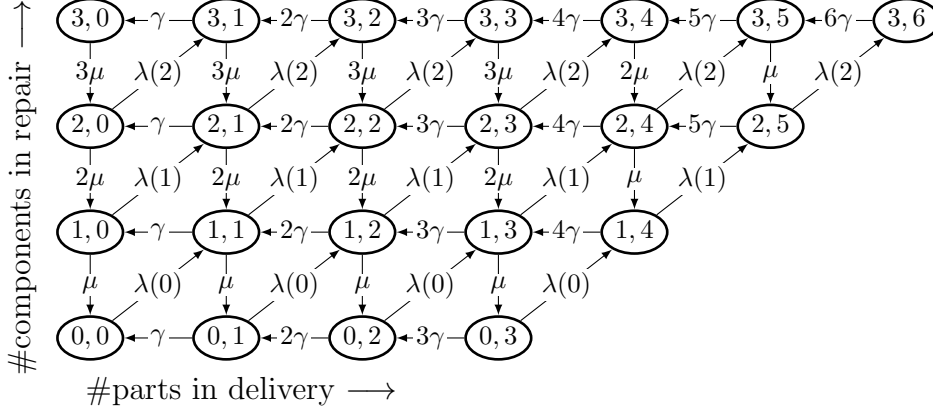 3, 0 γ 3, 1 2γ 3, 2 3γ 3, 3 4γ 3, 4 5γ 3, 5 6γ 3, 6
3μ λ(2) 3μ λ(2) 3μ λ(2) 3μ λ(2) 2μ λ(2) μ λ(2)
2, 0 γ 2, 1 2γ 2, 2 3γ 2, 3 4γ 2, 4 5γ 2, 5
2μ λ(1) 2μ λ(1) 2μ λ(1) 2μ λ(1) μ λ(1)
1, 0 γ 1, 1 2γ 1, 2 3γ 1, 3 4γ 1, 4
μ λ(0) μ λ(0) μ λ(0) μ λ(0)
0, 0 γ 0, 1 2γ 0, 2 3γ 0, 3
#components in repair
#parts in delivery